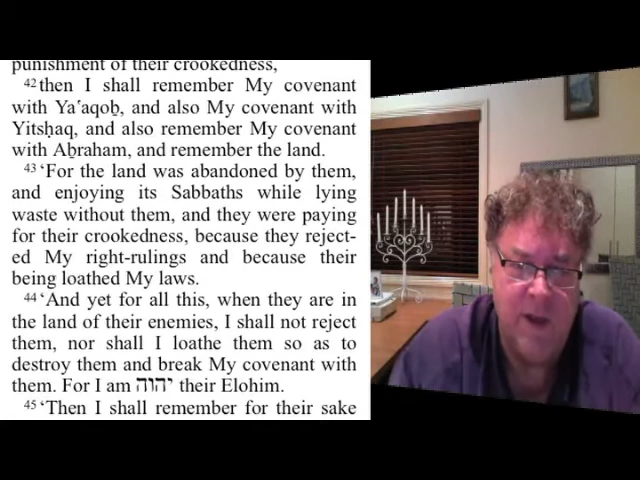 punishment of their crookedness,
42 then I shall remember My covenant
with Ya‛aqoḇ, and also My covenant with
Yitsḥaq, and also remember My covenant
with Aḇraham, and remember the land.
43 ‘For the land was abandoned by them,
and enjoying its Sabbaths while lying
waste without them, and they were paying
for their crookedness, because they reject-
ed My right-rulings and because their
being loathed My laws.
44 ‘And yet for all this, when they are in
the land of their enemies, I shall not reject
them, nor shall I loathe them so as to
destroy them and break My covenant with
them. For I am יהוה their Elohim.
45 ‘Then I shall remember for their sake